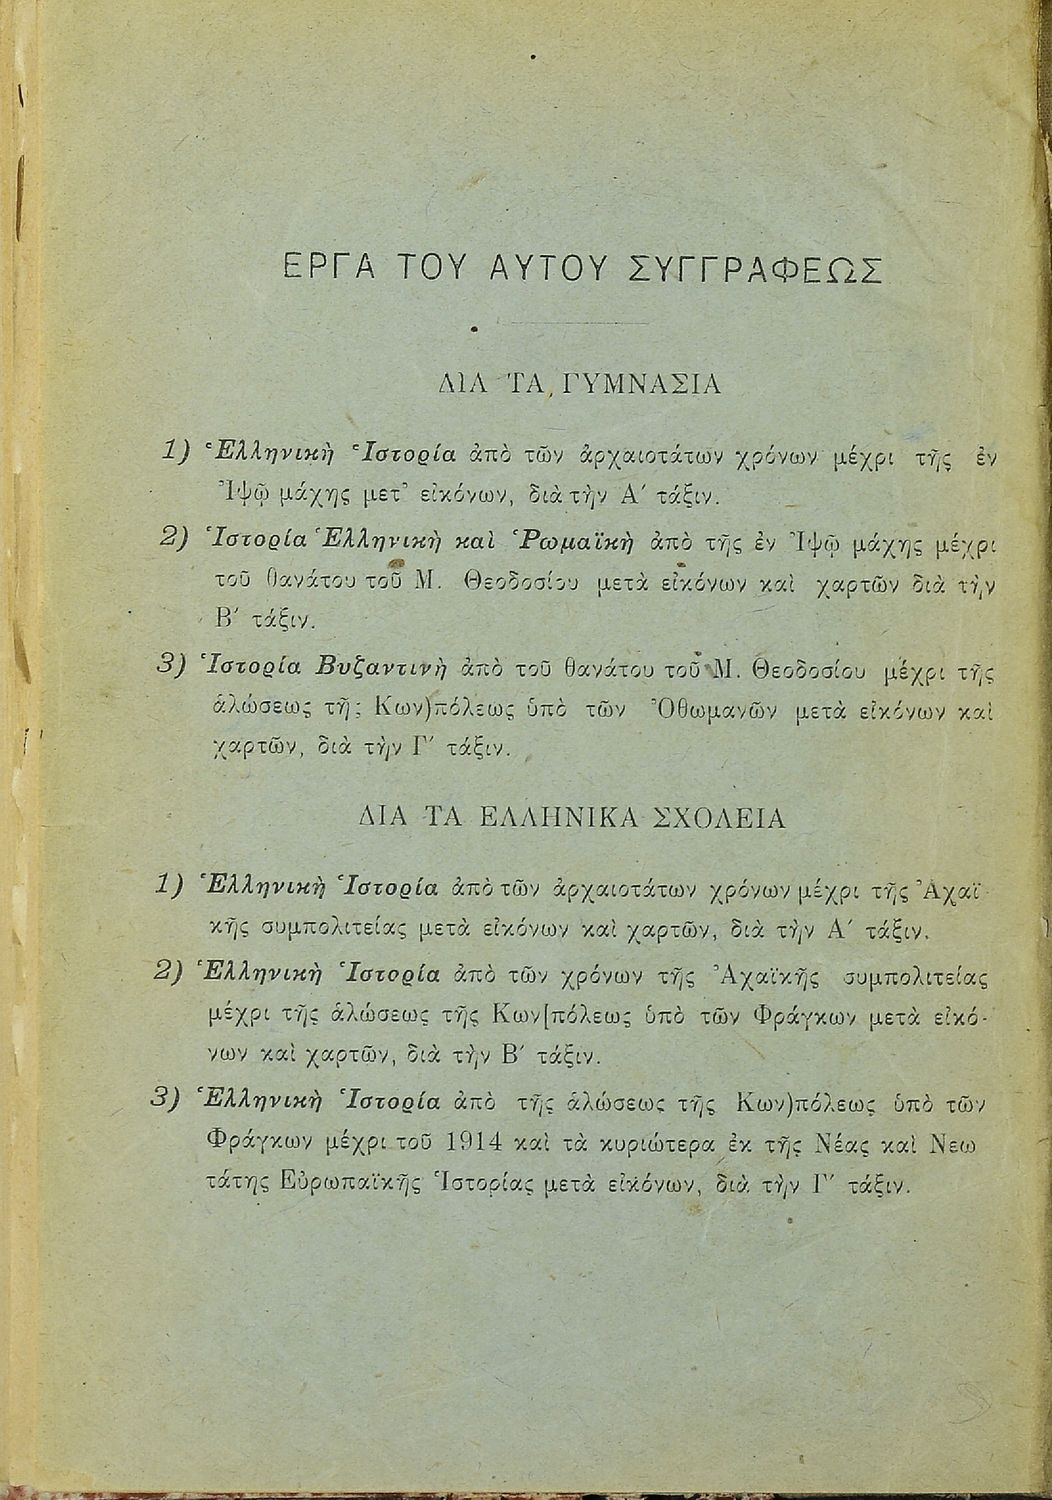 ΕΡΓΑ ΤΟΥ ΑΥΤΟΥ ΣΥΓΓΡΑΦΕΩΣ
ΔΙΑ ΤΑ ΓΥΜΝΑΣΙΑ
1) Ἑλληνικὴ Ἱστορία ἀπὸ τῶν ἀρχαιοτάτων χρόνων μέχρι τῆς ἐν
Ἰψῷ μάχης μετ' εἰκόνων, διὰ τὴν Α΄ τάξιν.
2) Ἱστορία Ἑλληνικὴ καὶ Ῥωμαϊκὴ ἀπὸ τῆς ἐν Ἰψῷ μάχης μέχρι
τοῦ θανάτου τοῦ Μ. Θεοδοσίου μετὰ εἰκόνων καὶ χαρτῶν διὰ τὴν
Β΄ τάξιν.
3) Ἱστορία Βυζαντινὴ ἀπὸ τοῦ θανάτου τοῦ Μ. Θεοδοσίου μέχρι τῆς
ἁλώσεως τῆς Κων)πόλεως ὑπὸ τῶν Ὀθωμανῶν μετὰ εἰκόνων καὶ
χαρτῶν, διὰ τὴν Γ΄ τάξιν.
ΔΙΑ ΤΑ ΕΛΛΗΝΙΚΑ ΣΧΟΛΕΙΑ
1) Ἑλληνικὴ Ἱστορία ἀπὸ τῶν ἀρχαιοτάτων χρόνων μέχρι τῆς Ἀχαϊ
κῆς συμπολιτείας μετὰ εἰκόνων καὶ χαρτῶν, διὰ τὴν Α΄ τάξιν.
2) Ἑλληνικὴ Ἱστορία ἀπὸ τῶν χρόνων τῆς Ἀχαϊκῆς συμπολιτείας
μέχρι τῆς ἁλώσεως τῆς Κων[πόλεως ὑπὸ τῶν Φράγκων μετὰ εἰκό-
νων καὶ χαρτῶν, διὰ τὴν Β΄ τάξιν.
3) Ἑλληνικὴ Ἱστορία ἀπὸ τῆς ἁλώσεως τῆς Κων)πόλεως ὑπὸ τῶν
Φράγκων μέχρι τοῦ 1914 καὶ τὰ κυριώτερα ἐκ τῆς Νέας καὶ Νεω
τάτης Εὐρωπαϊκῆς Ἱστορίας μετὰ εἰκόνων, διὰ τὴν Γ΄ τάξιν.